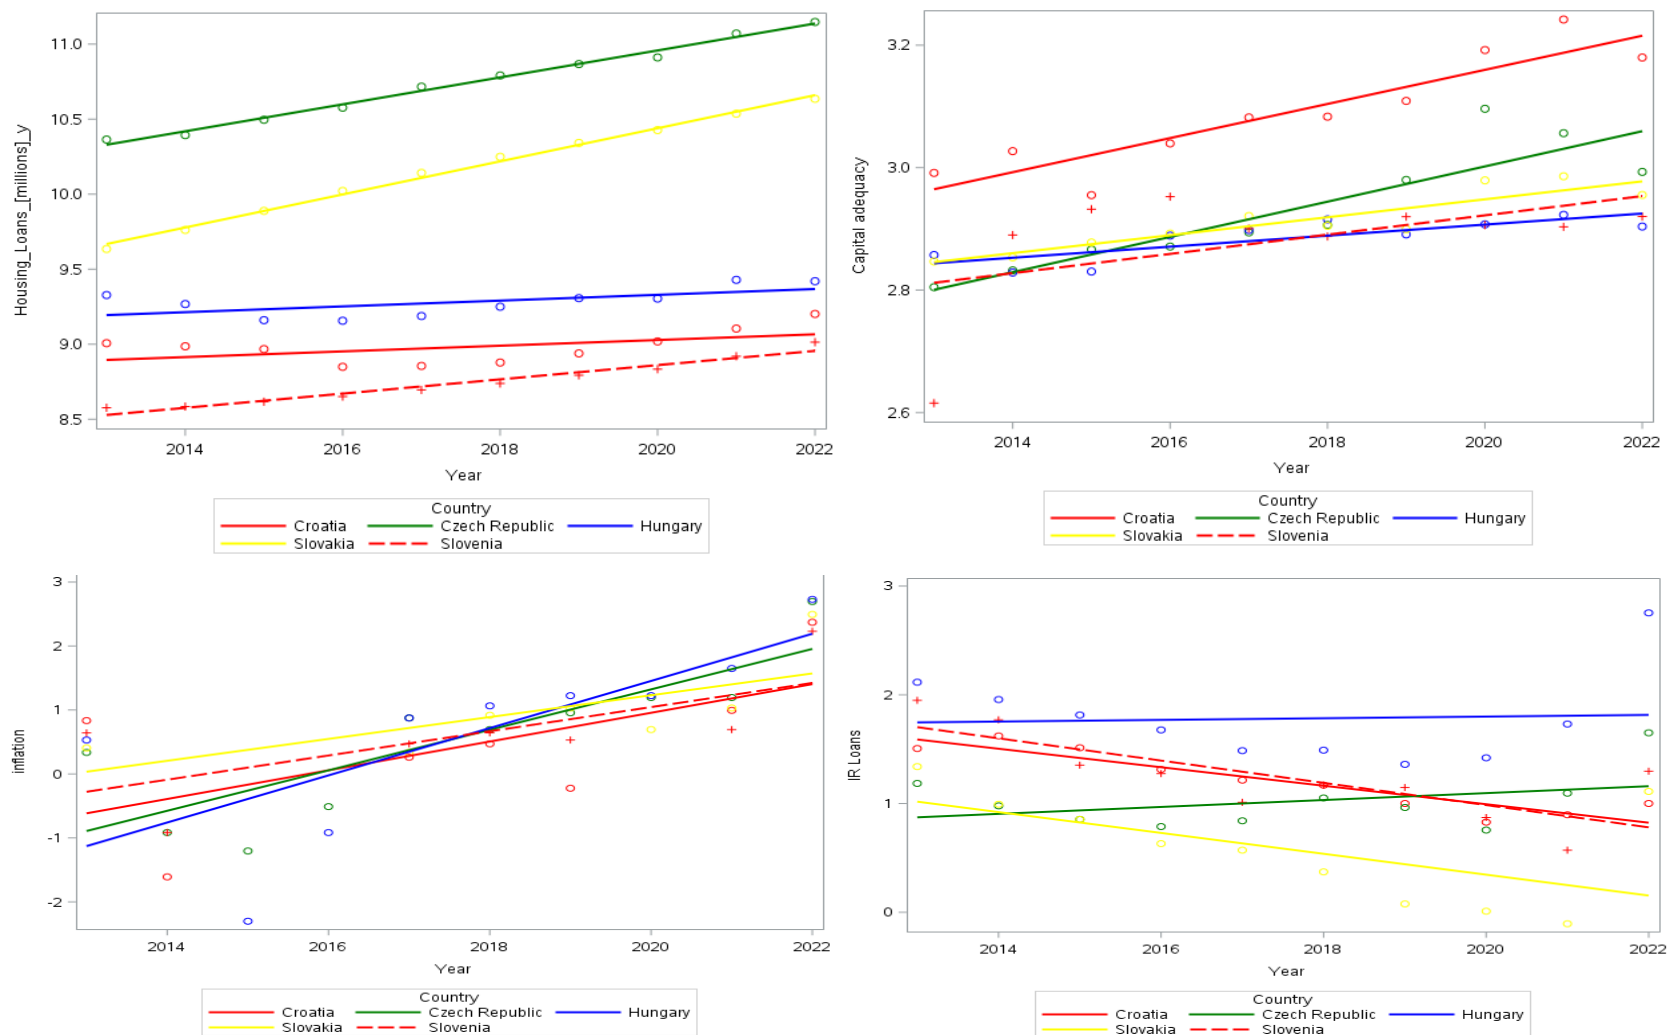 Housing_Loans_[millions]_y
11.0
10.5
10.0
9.5
9.0
8.5
2014 2016 2018 2020 2022
Year
Country
Croatia Czech Republic Hungary
Slovakia Slovenia
Capital adequacy
3.2
3.0
2.8
2.6
2014 2016 2018 2020 2022
Year
Country
Croatia Czech Republic Hungary
Slovakia Slovenia
inflation
3
2
1
0
-1
-2
2014 2016 2018 2020 2022
Year
Country
Croatia Czech Republic Hungary
Slovakia Slovenia
IR Loans
3
2
1
0
2014 2016 2018 2020 2022
Year
Country
Croatia Czech Republic Hungary
Slovakia Slovenia